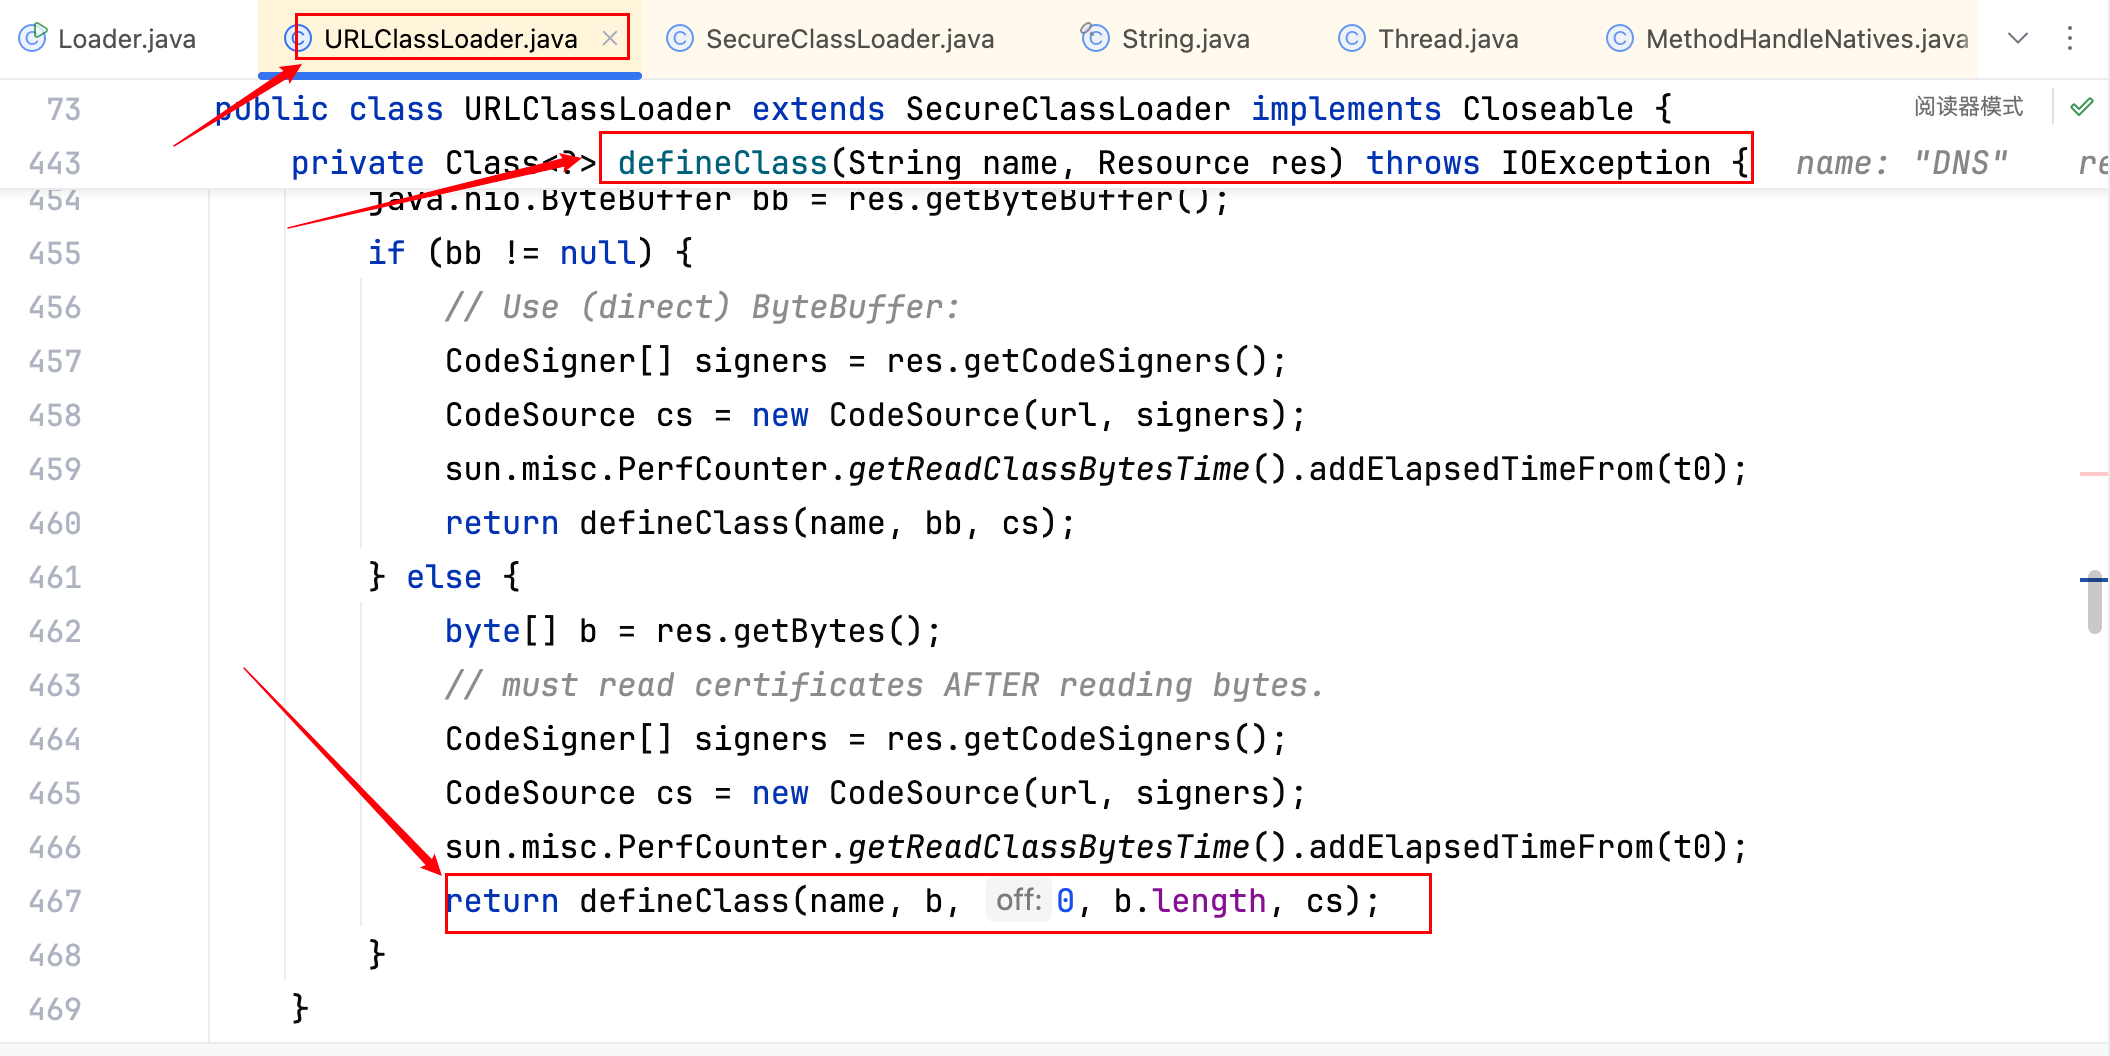 Loader.java URLClassLoader.java SecureClassLoader.java String.java Thread.java MethodHandleNatives.java
73 public class URLClassLoader extends SecureClassLoader implements Closeable { 阅读器模式
443 private Class<?> defineClass(String name, Resource res) throws IOException { name: "DNS" re
454 java.nio.ByteBuffer bb = res.getByteBuffer();
455 if (bb != null) {
456 // Use (direct) ByteBuffer:
457 CodeSigner[] signers = res.getCodeSigners();
458 CodeSource cs = new CodeSource(url, signers);
459 sun.misc.PerfCounter.getReadClassBytesTime().addElapsedTimeFrom(t0);
460 return defineClass(name, bb, cs);
461 } else {
462 byte[] b = res.getBytes();
463 // must read certificates AFTER reading bytes.
464 CodeSigner[] signers = res.getCodeSigners();
465 CodeSource cs = new CodeSource(url, signers);
466 sun.misc.PerfCounter.getReadClassBytesTime().addElapsedTimeFrom(t0);
467 return defineClass(name, b, off: 0, b.length, cs);
468 }
469 }